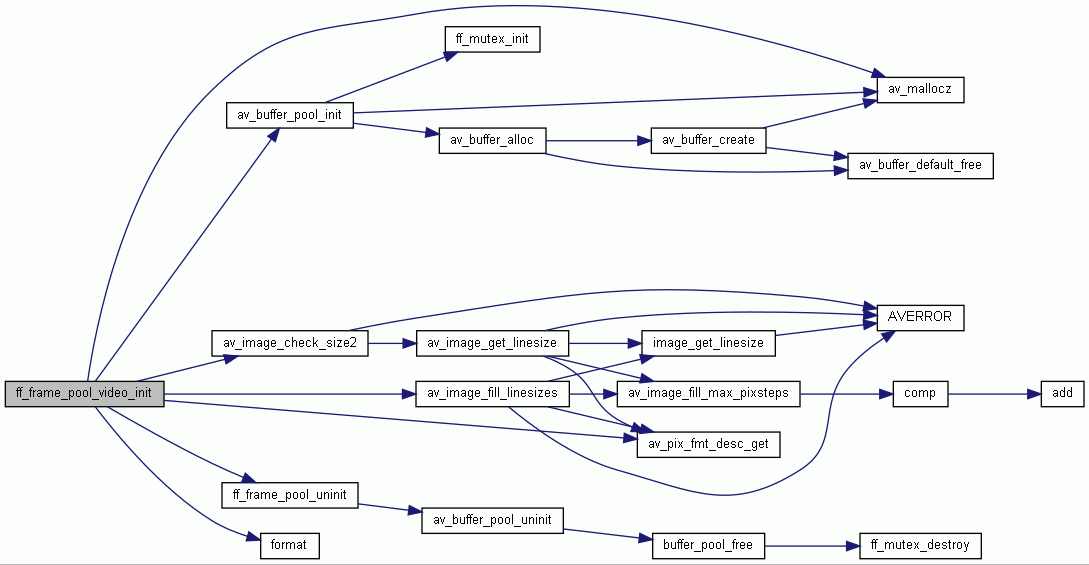 ff_mutex_init
av_mallocz
av_buffer_pool_init
av_buffer_alloc
av_buffer_create
av_buffer_default_free
AVERROR
av_image_check_size2
av_image_get_linesize
image_get_linesize
ff_frame_pool_video_init
av_image_fill_linesizes
av_image_fill_max_pixsteps
comp
add
av_pix_fmt_desc_get
ff_frame_pool_uninit
av_buffer_pool_uninit
format
buffer_pool_free
ff_mutex_destroy